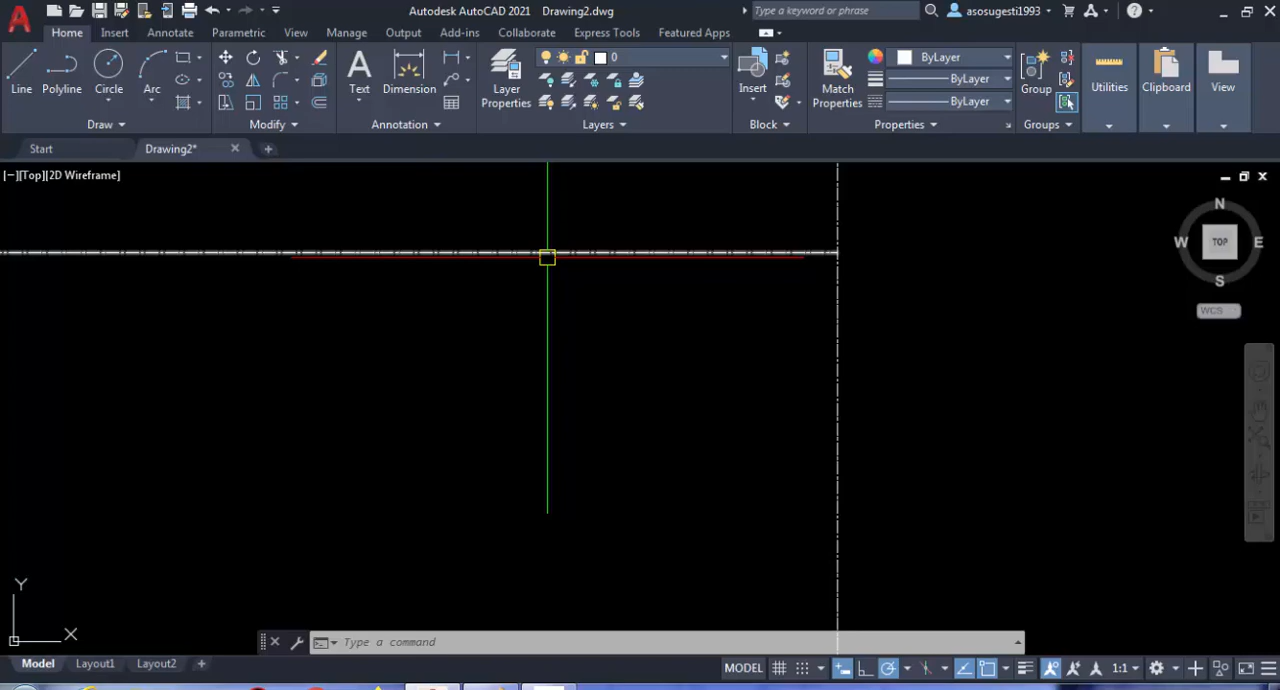 Autodesk AutoCAD 2021 Drawing2.dwg
Type a keyword or phrase
asosugesti1993
Home Insert Annotate Parametric View Manage Output Add-ins Collaborate Express Tools Featured Apps
Line Polyline Circle Arc
Text Dimension
Layer Properties
0
Insert
Match Properties
ByLayer
ByLayer
ByLayer
Group
Utilities
Clipboard
View
Draw Modify Annotation Layers Block Properties Groups
Start Drawing2*
[−][Top][2D Wireframe]
N
W TOP E
S
WCS
Y
X
Type a command
Model Layout1 Layout2
MODEL 1:1